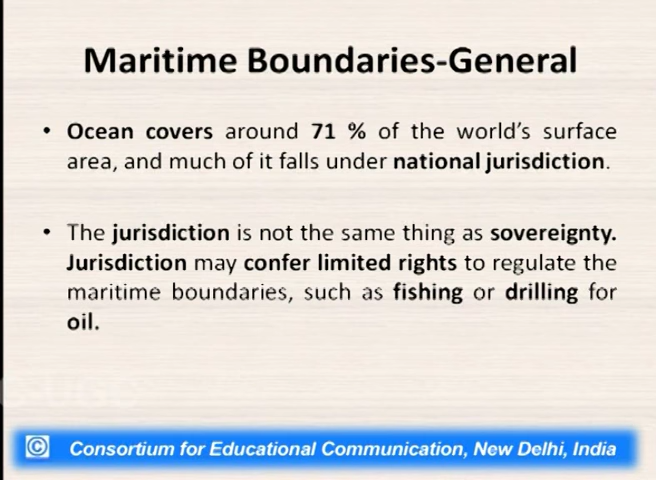 Maritime Boundaries-General
• Ocean covers around 71 % of the world's surface
area, and much of it falls under national jurisdiction.
• The jurisdiction is not the same thing as sovereignty.
Jurisdiction may confer limited rights to regulate the
maritime boundaries, such as fishing or drilling for
oil.
© Consortium for Educational Communication, New Delhi, India